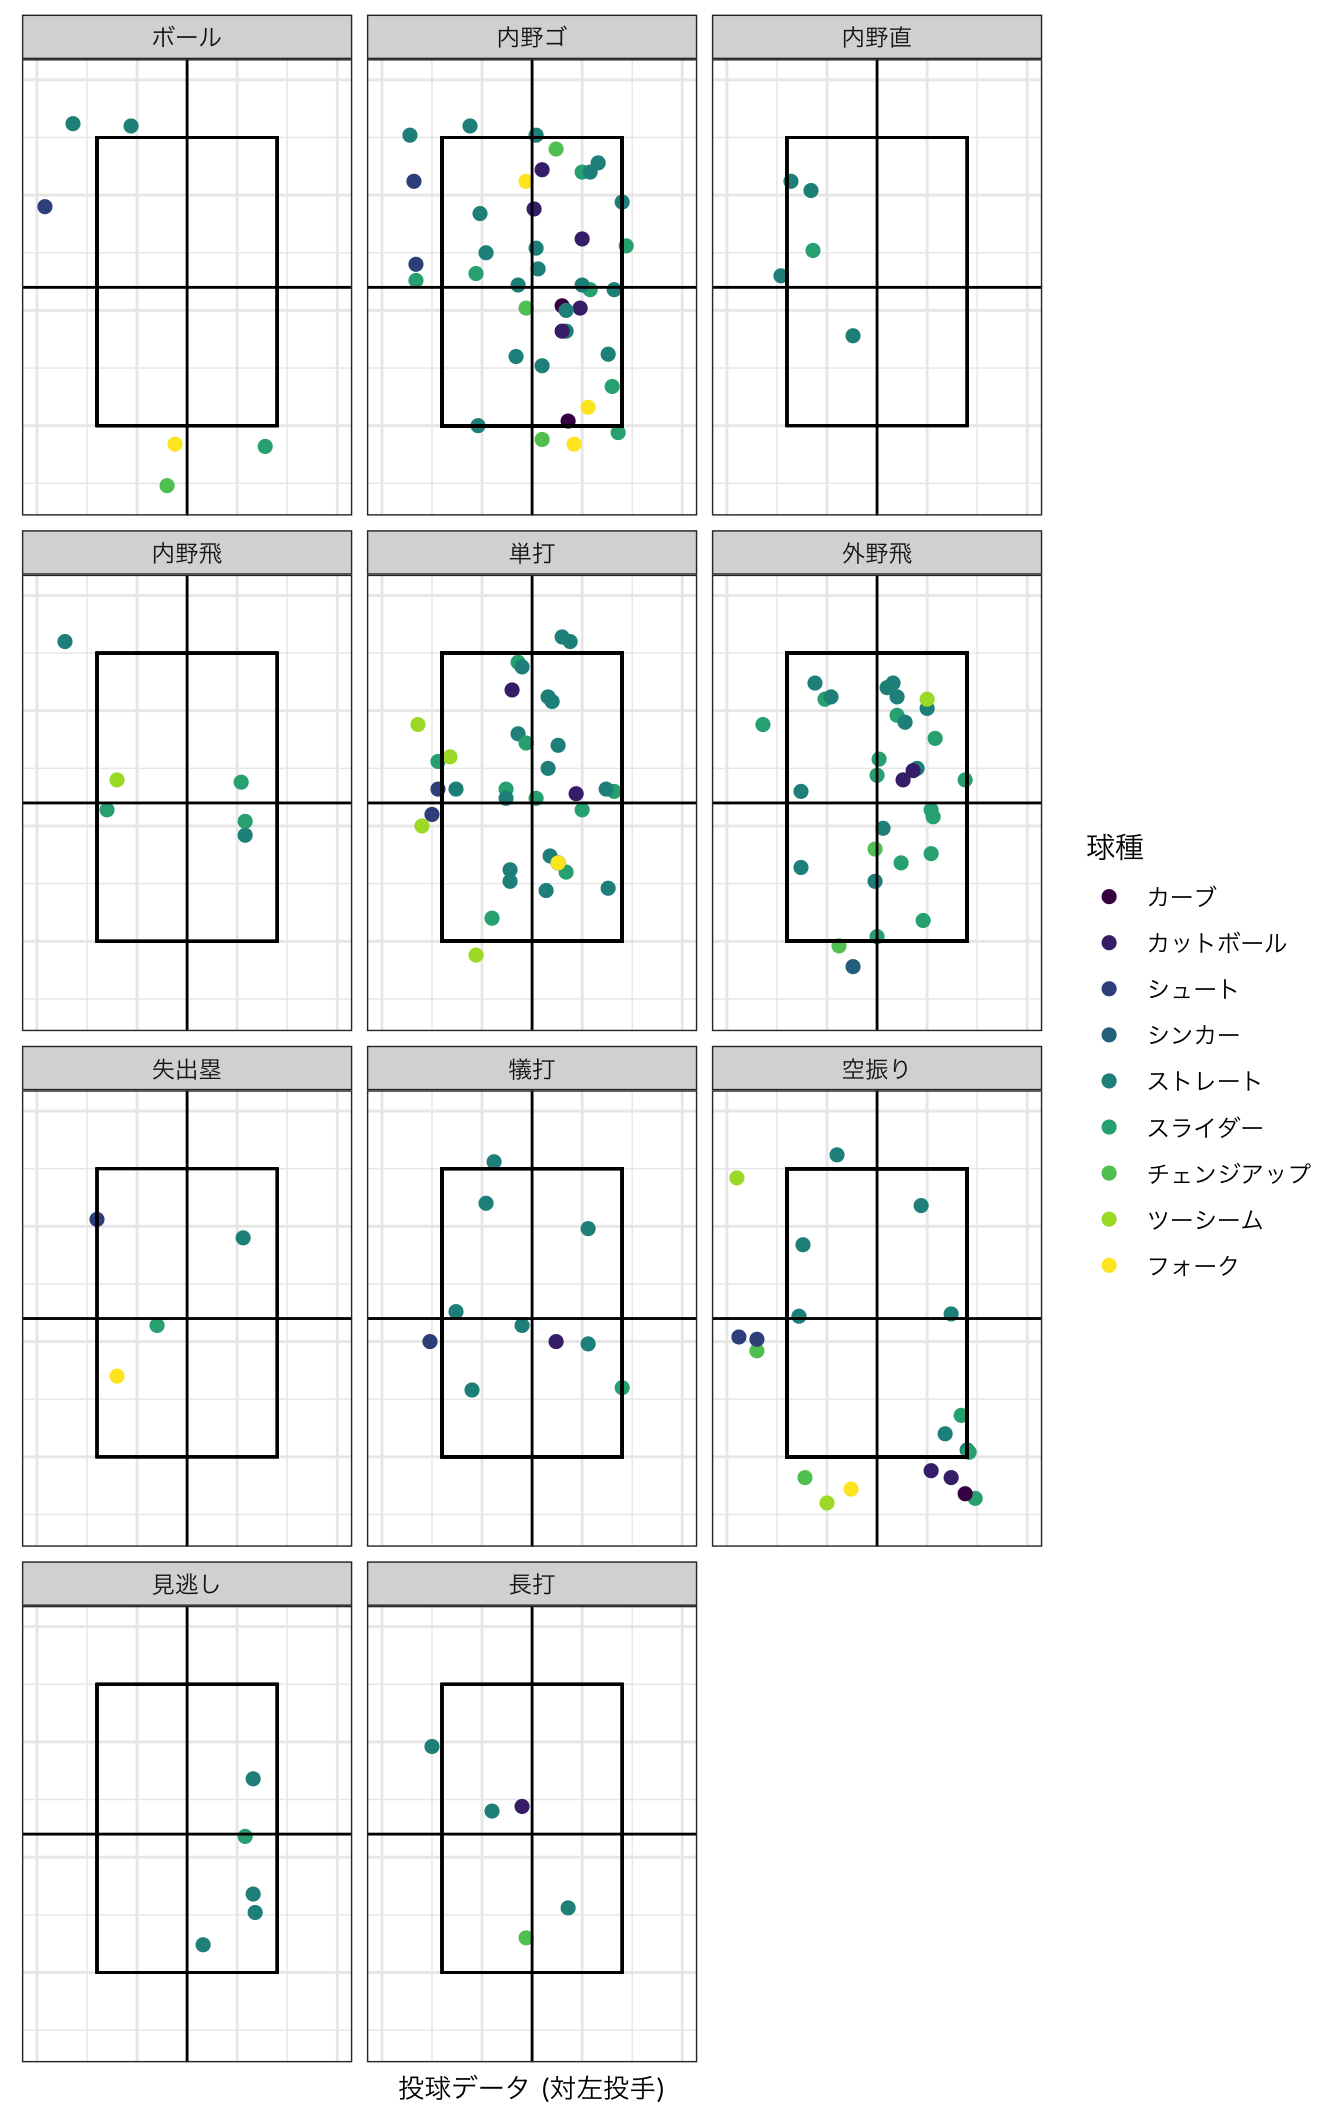 ボール
内野ゴ
内野直
内野飛
単打
外野飛
失出塁
犠打
空振り
見逃し
長打
投球データ (対左投手)
球種
カーブ
カットボール
シュート
シンカー
ストレート
スライダー
チェンジアップ
ツーシーム
フォーク